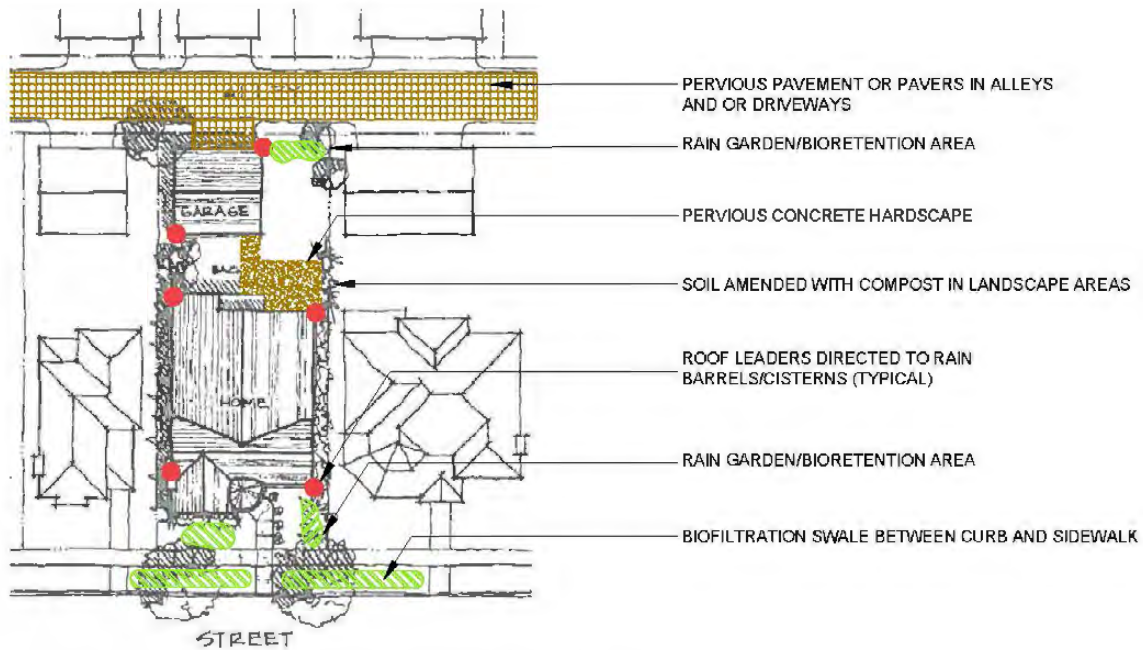 PERVIOUS PAVEMENT OR PAVERS IN ALLEYS
AND OR DRIVEWAYS
RAIN GARDEN/BIORETENTION AREA
GARAGE
PERVIOUS CONCRETE HARDSCAPE
SOIL AMENDED WITH COMPOST IN LANDSCAPE AREAS
ROOF LEADERS DIRECTED TO RAIN
BARRELS/CISTERNS (TYPICAL)
HOME
RAIN GARDEN/BIORETENTION AREA
BIOFILTRATION SWALE BETWEEN CURB AND SIDEWALK
STREET